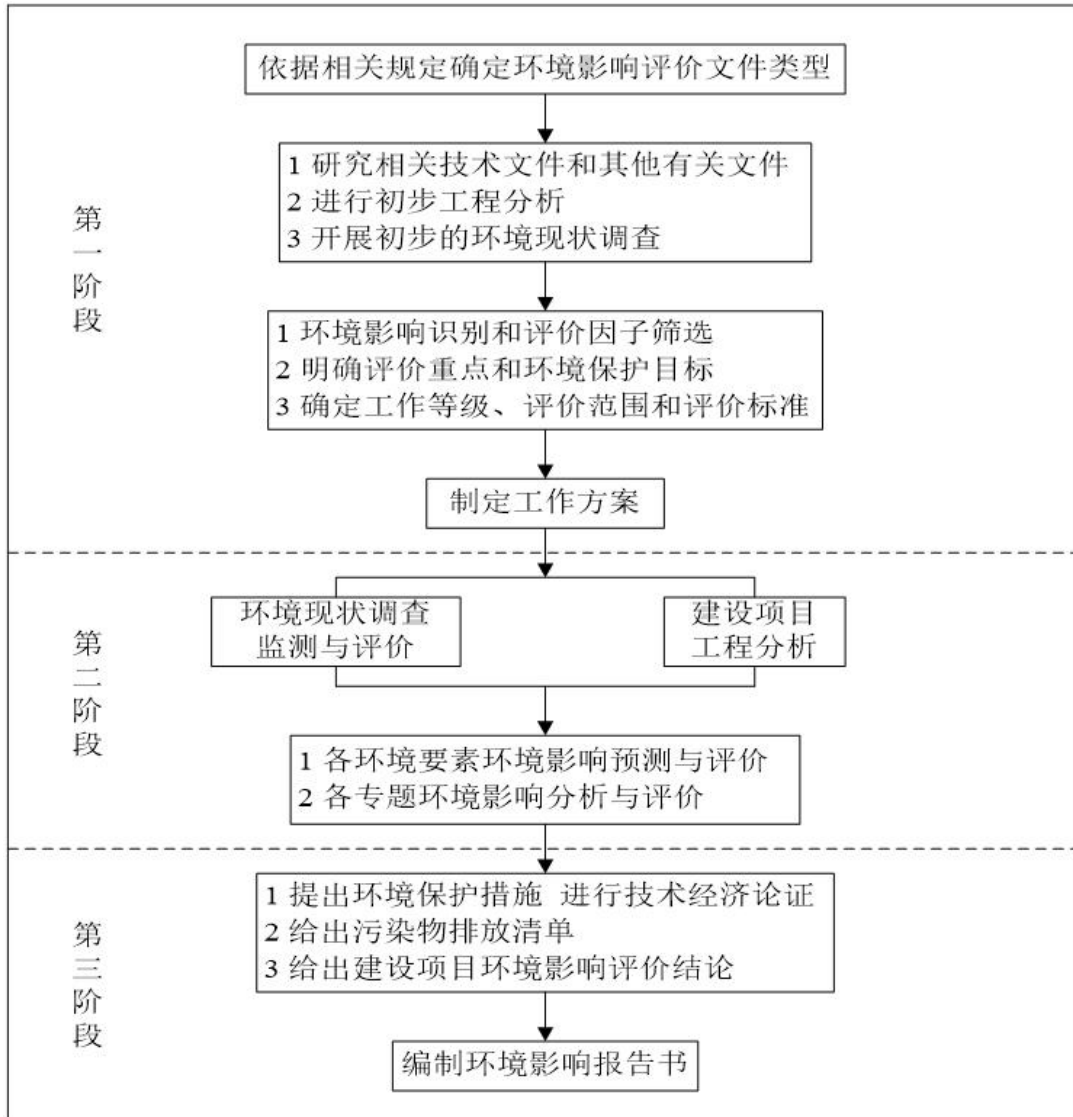 依据相关规定确定环境影响评价文件类型
1 研究相关技术文件和其他有关文件
2 进行初步工程分析
3 开展初步的环境现状调查
第一阶段
1 环境影响识别和评价因子筛选
2 明确评价重点和环境保护目标
3 确定工作等级、评价范围和评价标准
制定工作方案
第二阶段
环境现状调查
监测与评价
建设项目
工程分析
1 各环境要素环境影响预测与评价
2 各专题环境影响分析与评价
第三阶段
1 提出环境保护措施 进行技术经济论证
2 给出污染物排放清单
3 给出建设项目环境影响评价结论
编制环境影响报告书